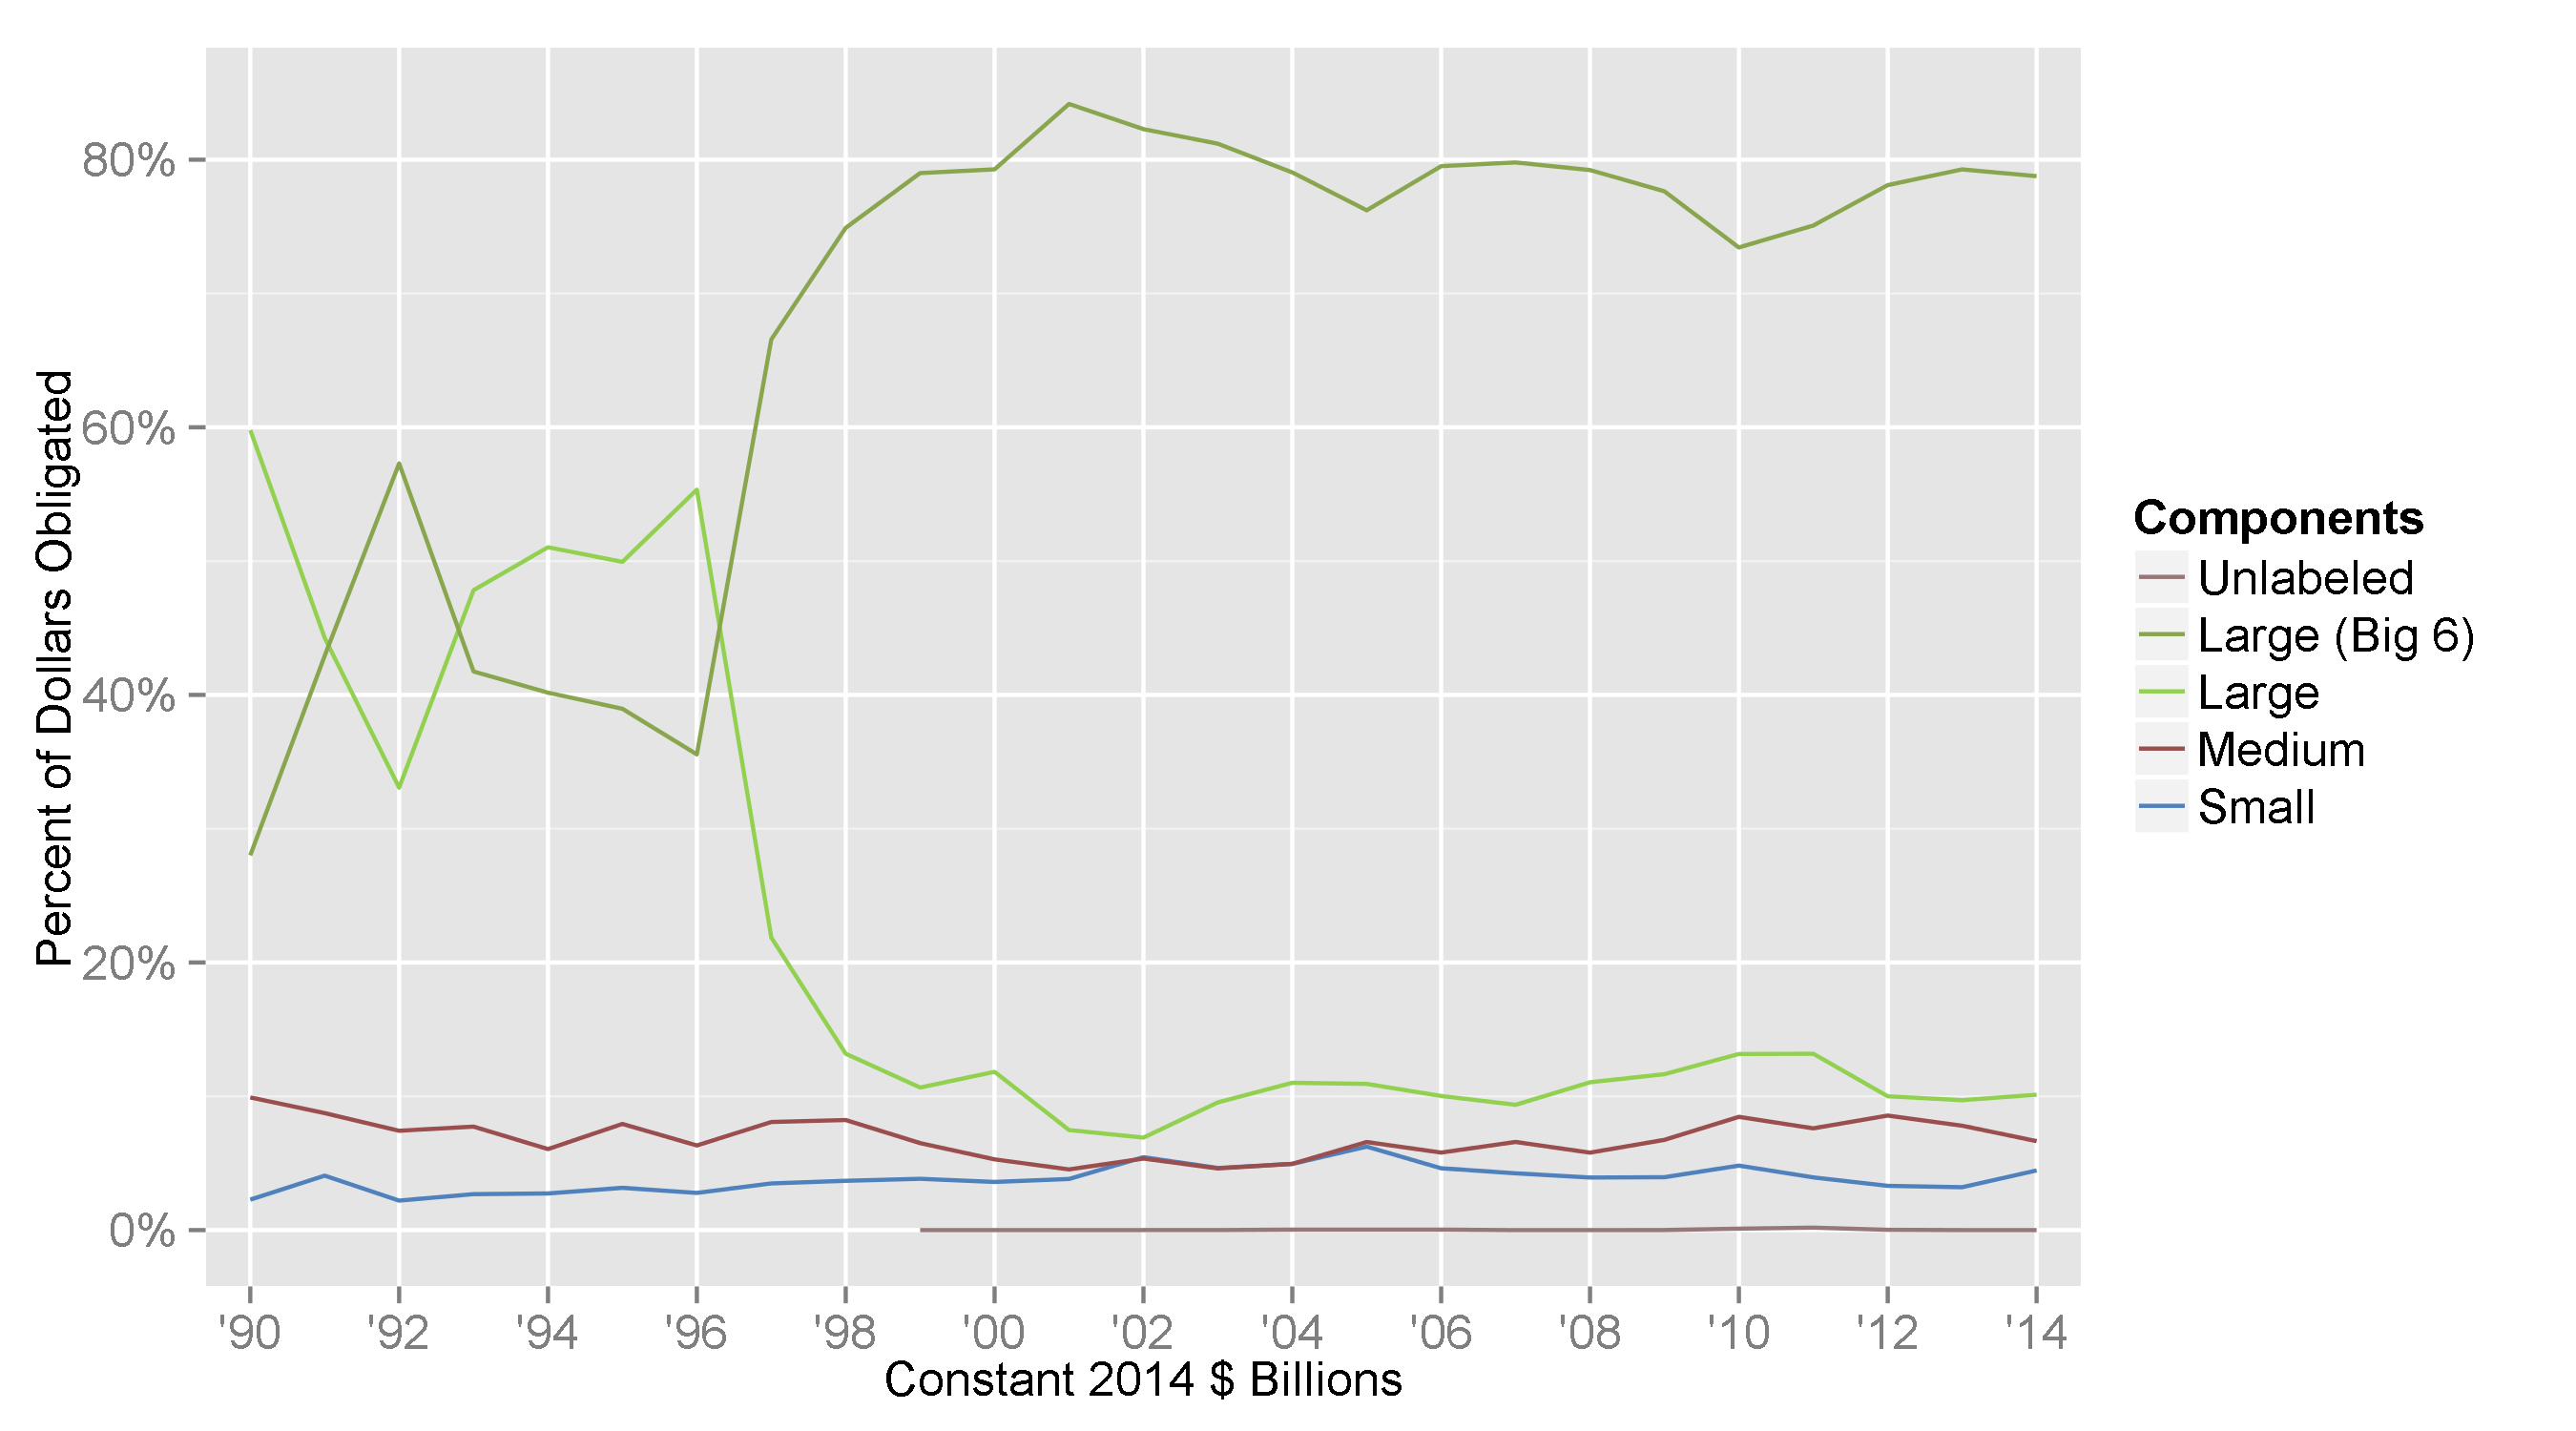 80%
60%
40%
20%
0%
Percent of Dollars Obligated
'90 '92 '94 '96 '98 '00 '02 '04 '06 '08 '10 '12 '14
Constant 2014 $ Billions
Components
Unlabeled
Large (Big 6)
Large
Medium
Small